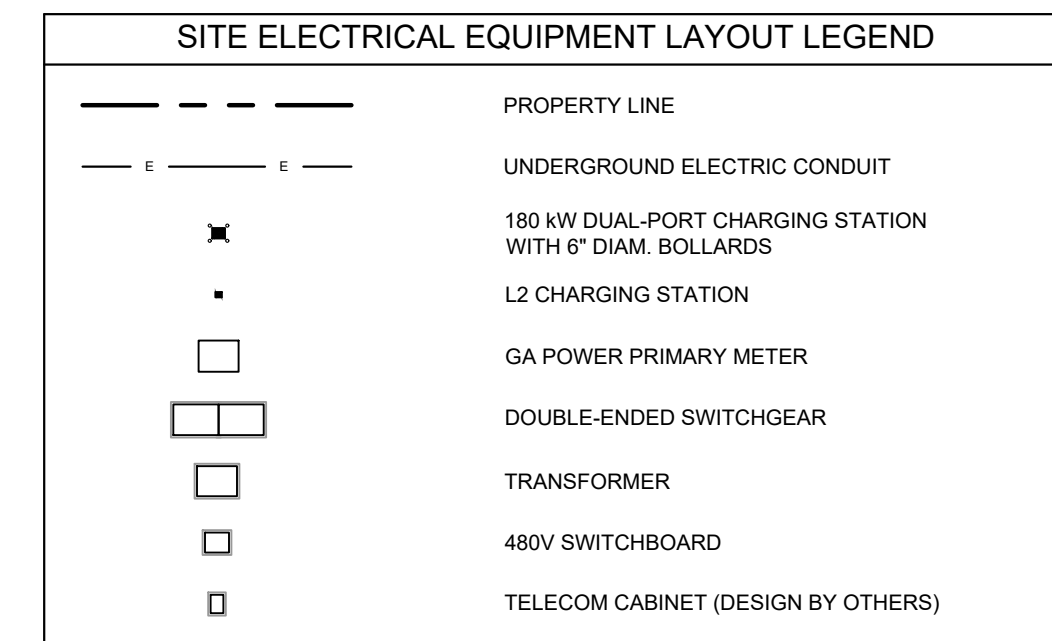 SITE ELECTRICAL EQUIPMENT LAYOUT LEGEND
PROPERTY LINE
E E UNDERGROUND ELECTRIC CONDUIT
180 kW DUAL-PORT CHARGING STATION
WITH 6" DIAM. BOLLARDS
L2 CHARGING STATION
GA POWER PRIMARY METER
DOUBLE-ENDED SWITCHGEAR
TRANSFORMER
480V SWITCHBOARD
TELECOM CABINET (DESIGN BY OTHERS)